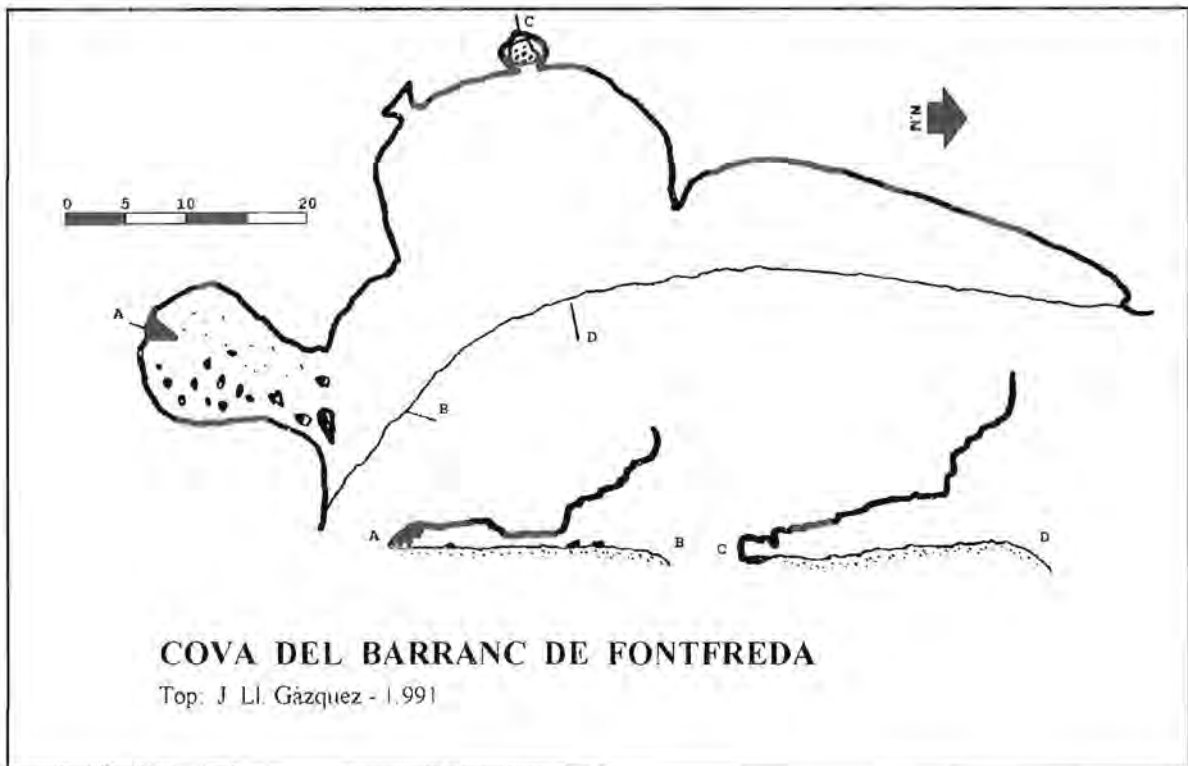 C
N.N
0 5 10 20
A
D
B
A B
C D
COVA DEL BARRANC DE FONTFREDA
Top: J Ll. Gàzquez - 1.991